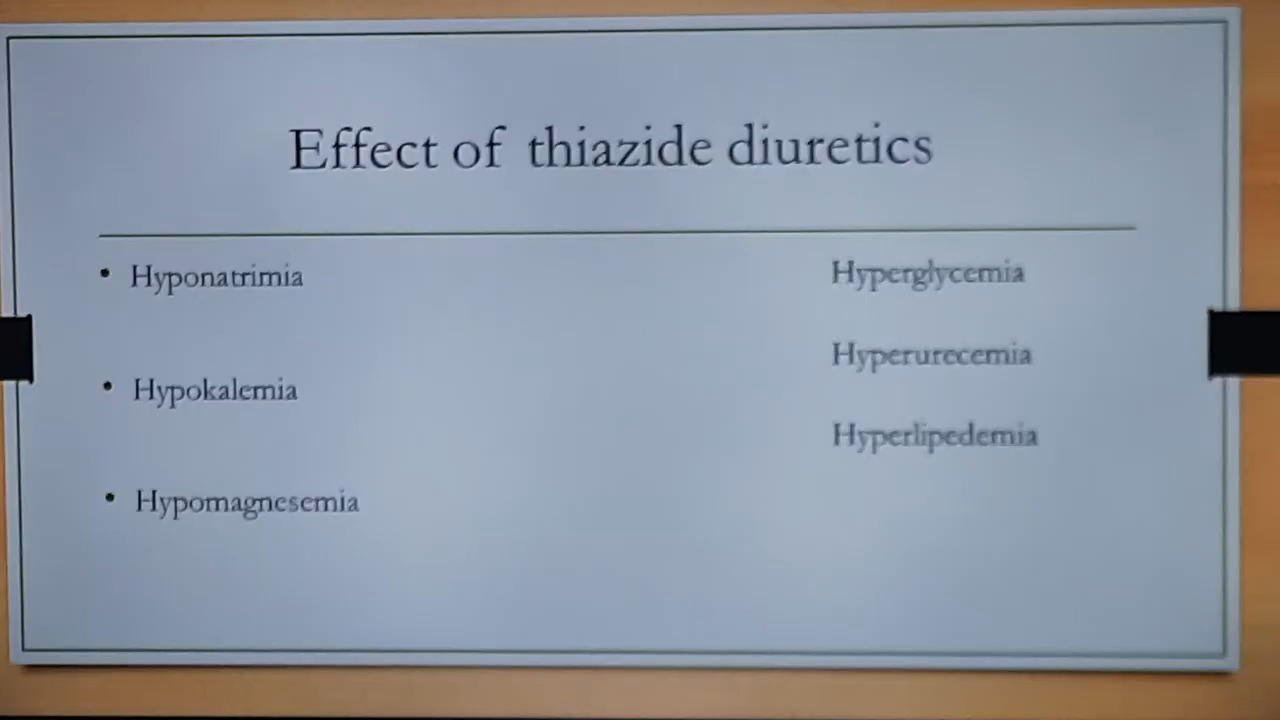 Effect of thiazide diuretics
• Hyponatrimia
• Hypokalemia
• Hypomagnesemia
Hyperglycemia
Hyperurecemia
Hyperlipedemia